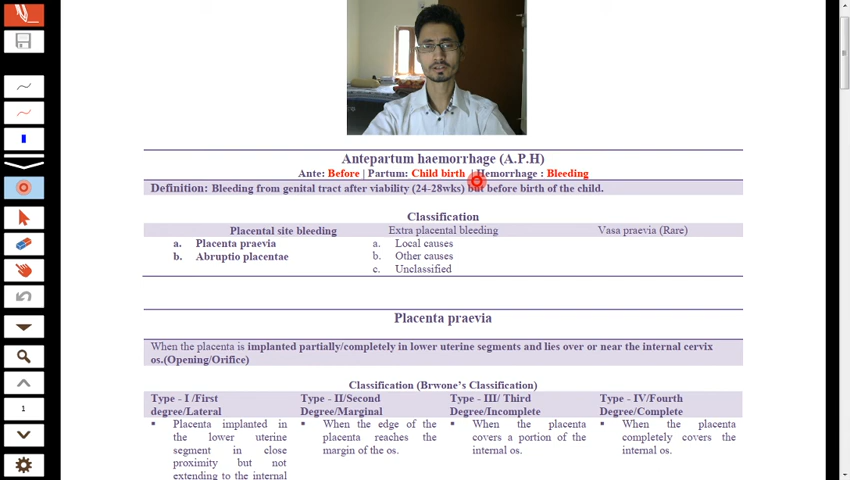 Antepartum haemorrhage (A.P.H)
Ante: Before | Partum: Child birth | Hemorrhage : Bleeding
Definition: Bleeding from genital tract after viability (24-28wks) but before birth of the child.
Classification
Placental site bleeding
a. Placenta praevia
b. Abruptio placentae
Extra placental bleeding
a. Local causes
b. Other causes
c. Unclassified
Vasa praevia (Rare)
Placenta praevia
When the placenta is implanted partially/completely in lower uterine segments and lies over or near the internal cervix
os.(Opening/Orifice)
Classification (Brwone's Classification)
Type - I /First
degree/Lateral
▪ Placenta implanted in
the lower uterine
segment in close
proximity but not
extending to the internal
Type - II/Second
Degree/Marginal
▪ When the edge of the
placenta reaches the
margin of the os.
Type - III/ Third
Degree/Incomplete
▪ When the placenta
covers a portion of the
internal os.
Type - IV/Fourth
Degree/Complete
▪ When the placenta
completely covers the
internal os.
1